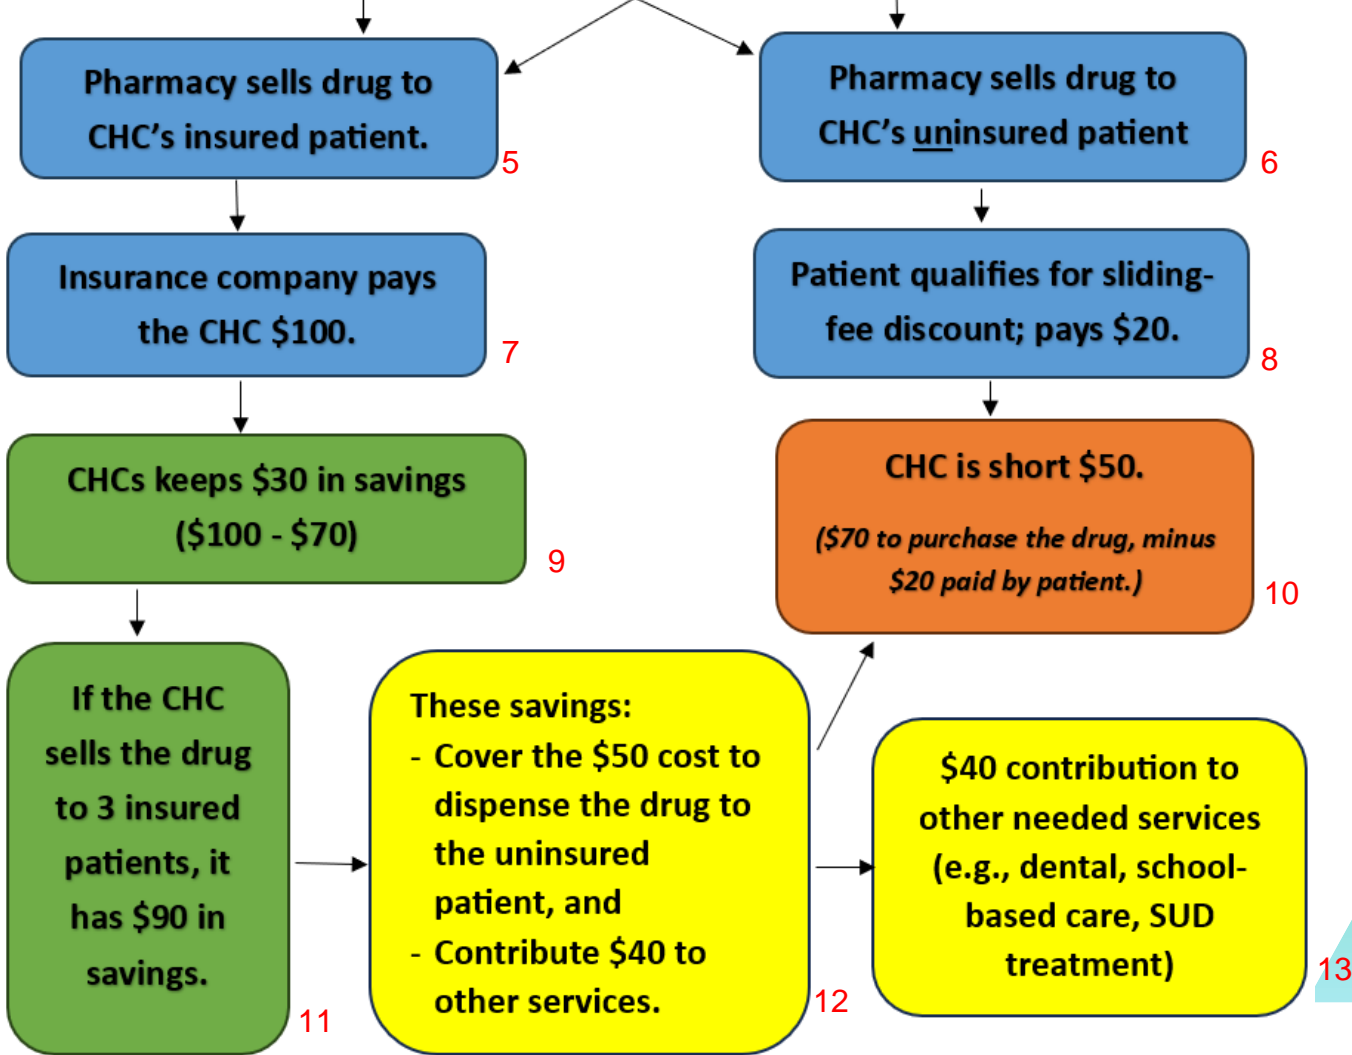 Pharmacy sells drug to
CHC’s insured patient.
5
Pharmacy sells drug to
CHC’s uninsured patient
6
Insurance company pays
the CHC $100.
7
Patient qualifies for sliding-
fee discount; pays $20.
8
CHCs keeps $30 in savings
($100 - $70)
9
CHC is short $50.
($70 to purchase the drug, minus
$20 paid by patient.)
10
If the CHC
sells the drug
to 3 insured
patients, it
has $90 in
savings.
11
These savings:
- Cover the $50 cost to
dispense the drug to
the uninsured
patient, and
- Contribute $40 to
other services.
12
$40 contribution to
other needed services
(e.g., dental, school-
based care, SUD
treatment)
13